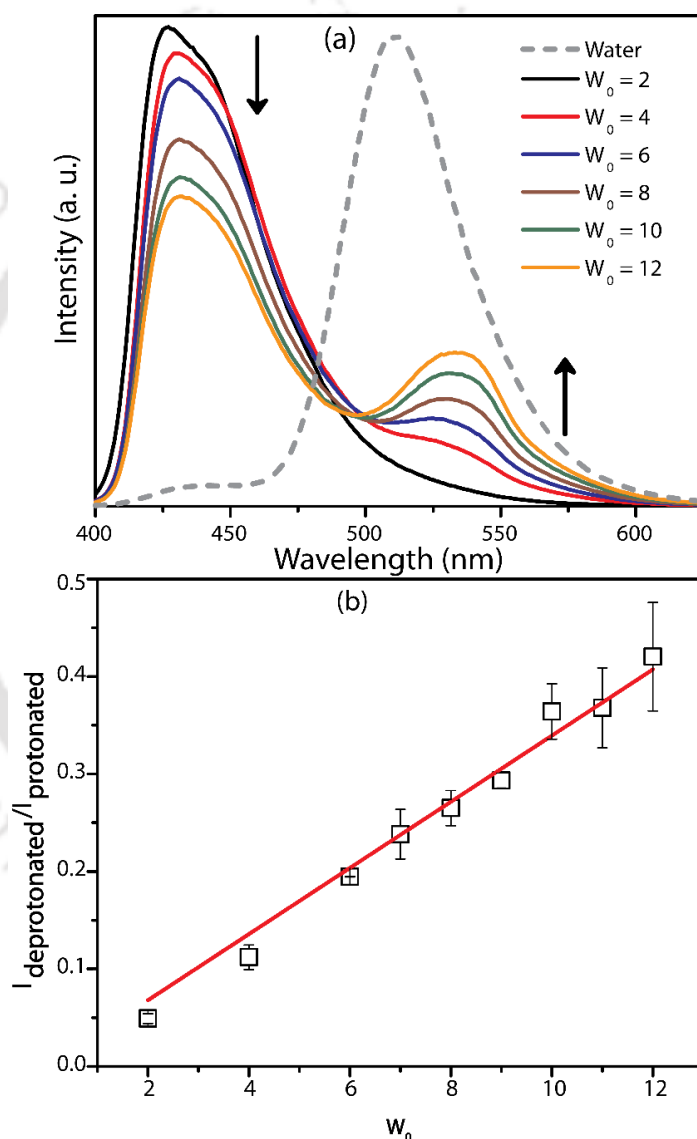 (a)
Water
W₀ = 2
W₀ = 4
W₀ = 6
W₀ = 8
W₀ = 10
W₀ = 12
Intensity (a. u.)
400 450 500 550 600
Wavelength (nm)
(b)
0.5
0.4
0.3
0.2
0.1
0.0
I deprotonated/I protonated
2 4 6 8 10 12
W₀